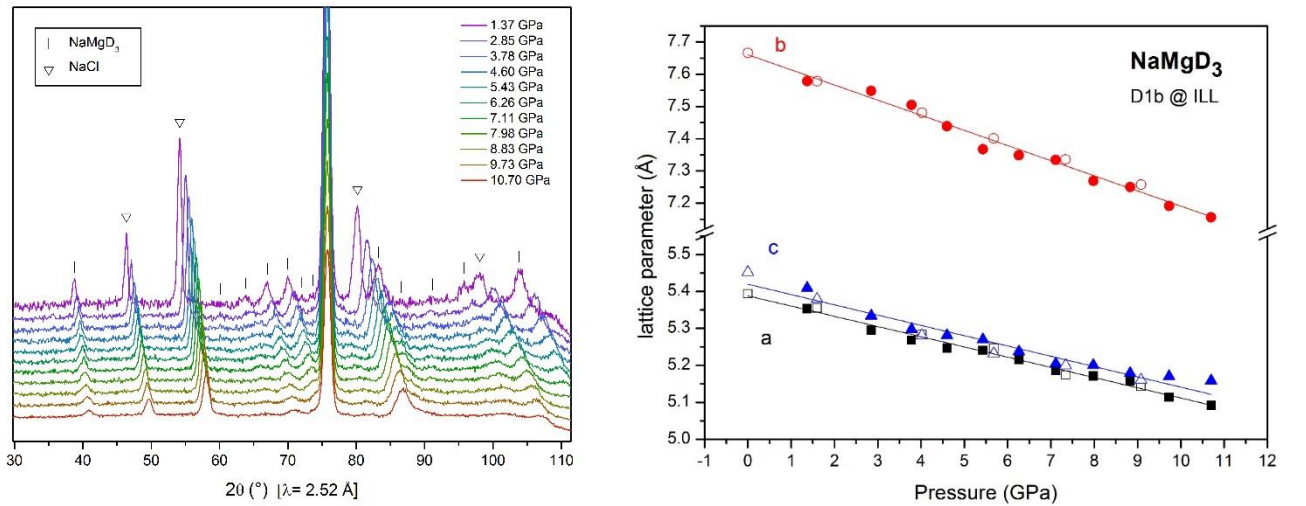 NaMgD3
NaCl
1.37 GPa
2.85 GPa
3.78 GPa
4.60 GPa
5.43 GPa
6.26 GPa
7.11 GPa
7.98 GPa
8.83 GPa
9.73 GPa
10.70 GPa
30 40 50 60 70 80 90 100 110
2θ (°) [λ= 2.52 Å]
NaMgD3
D1b @ ILL
b
c
a
lattice parameter (Å)
7.7
7.6
7.5
7.4
7.3
7.2
5.5
5.4
5.3
5.2
5.1
5.0
-1 0 1 2 3 4 5 6 7 8 9 10 11 12
Pressure (GPa)